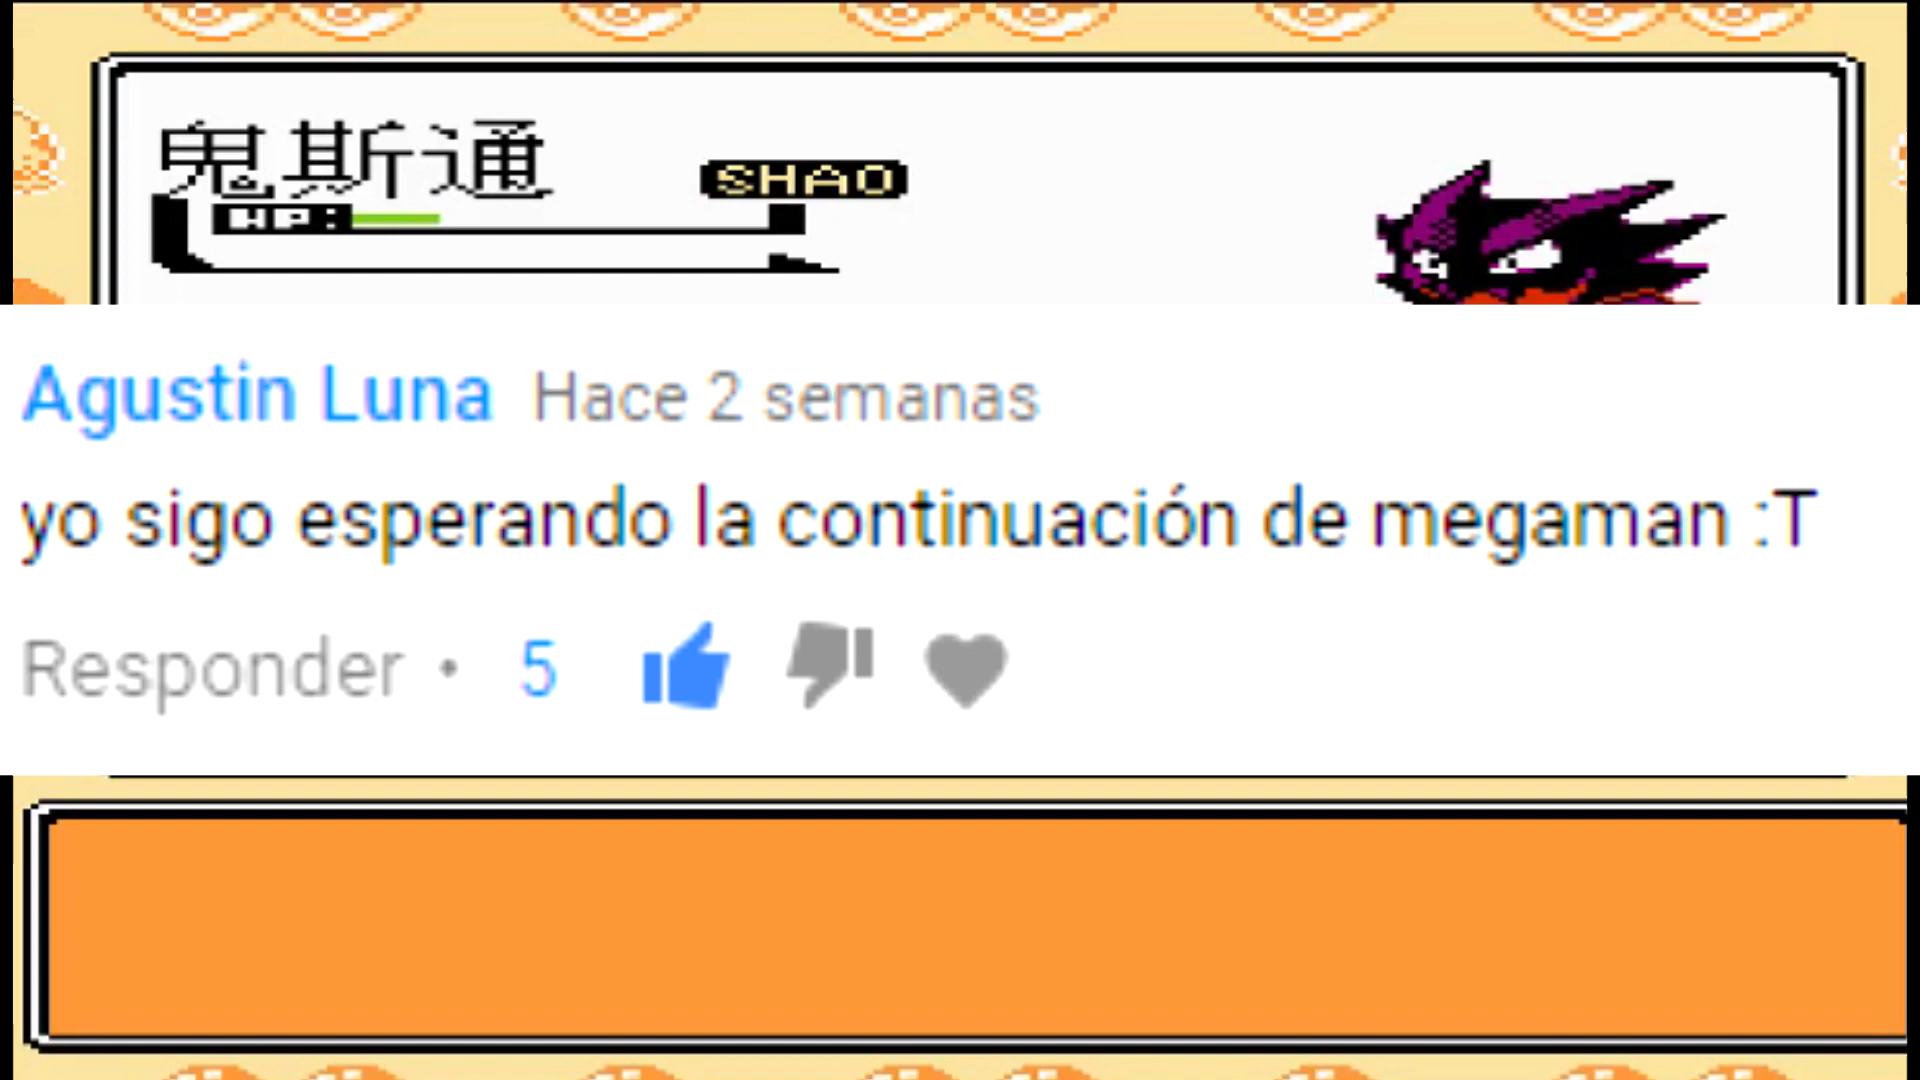 鬼斯通
SHAO
HP:
Agustin Luna Hace 2 semanas
yo sigo esperando la continuación de megaman :T
Responder • 5